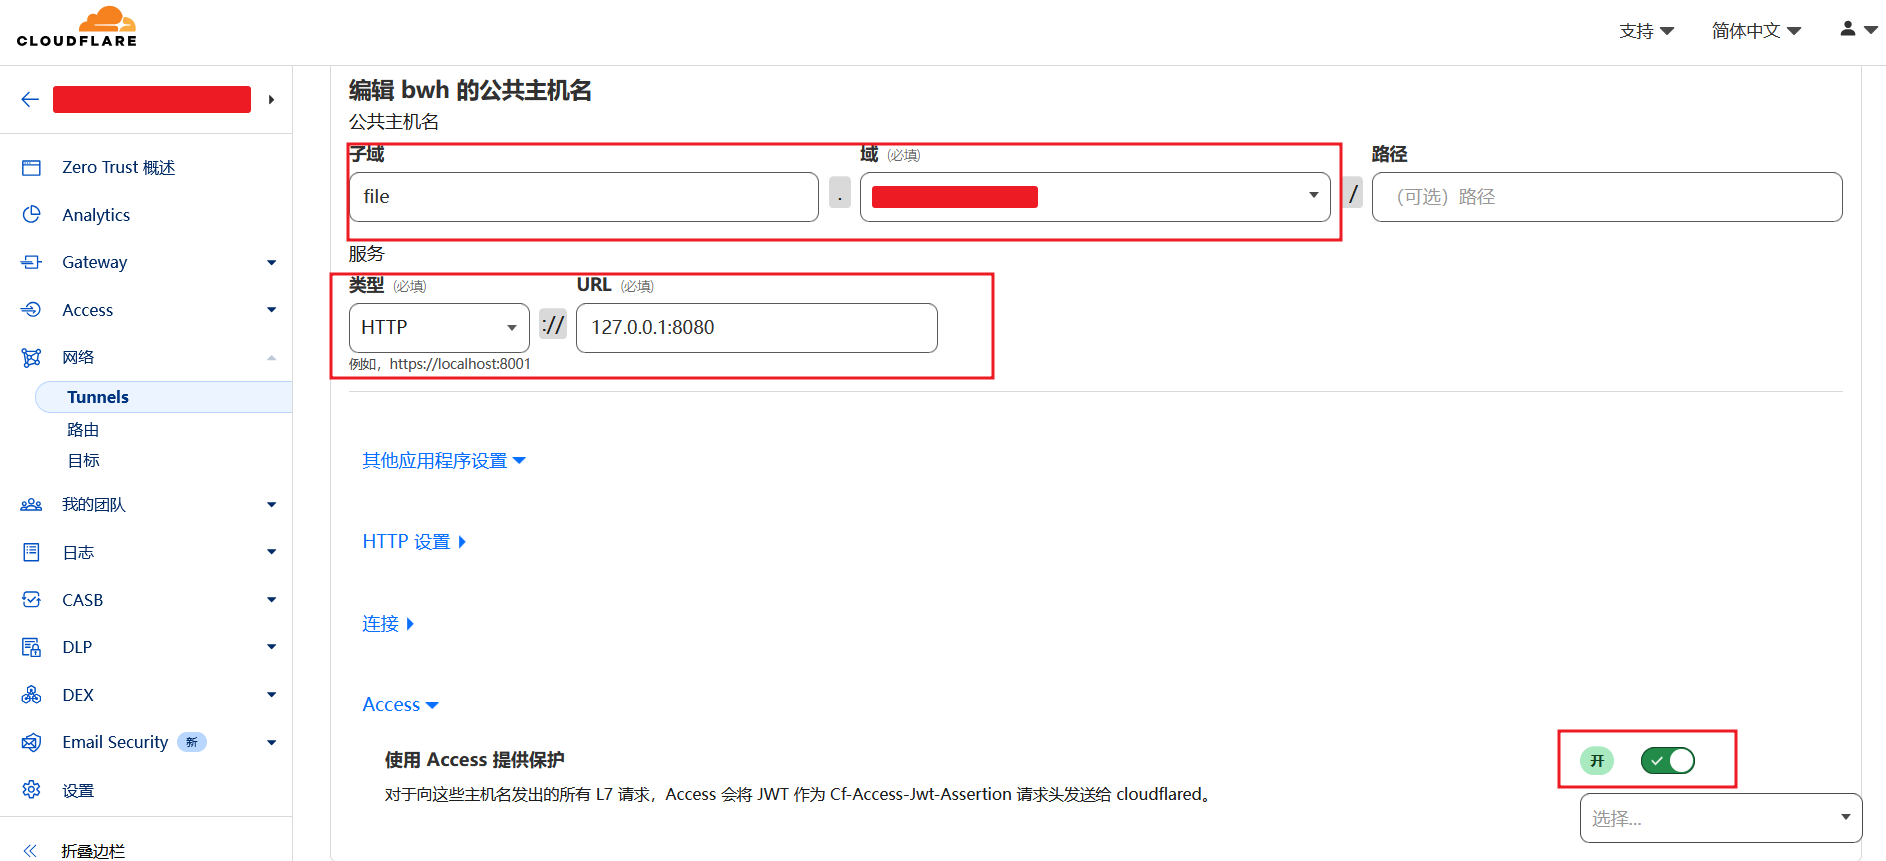 CLOUDFLARE
支持
简体中文
Zero Trust 概述
Analytics
Gateway
Access
网络
Tunnels
路由
目标
我的团队
日志
CASB
DLP
DEX
Email Security 新
设置
折叠边栏
编辑 bwh 的公共主机名
公共主机名
子域 域 (必填) 路径
file . / （可选）路径
服务
类型 (必填) URL (必填)
HTTP :// 127.0.0.1:8080
例如，https://localhost:8001
其他应用程序设置
HTTP 设置
连接
Access
使用 Access 提供保护 开
对于向这些主机名发出的所有 L7 请求，Access 会将 JWT 作为 Cf-Access-Jwt-Assertion 请求头发送给 cloudflared。
选择...